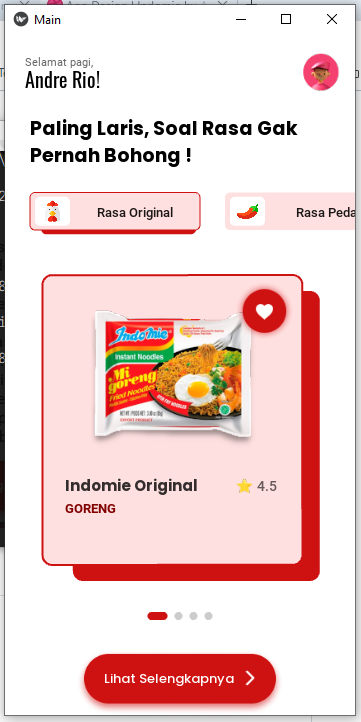 Main
Selamat pagi,
Andre Rio!
Paling Laris, Soal Rasa Gak
Pernah Bohong !
Rasa Original
Rasa Peda
Indomie
Instant Noodles
Mi
goreng
Fried Noodles
Indomie Original
4.5
GORENG
Lihat Selengkapnya